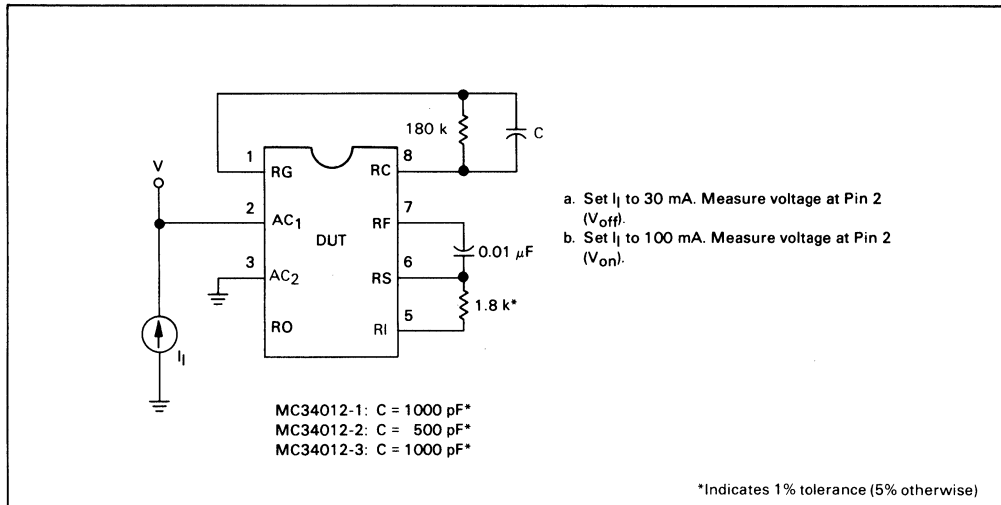 180 k
C
V
1
RG
RC
8
2
AC1
RF
7
DUT
0.01 μF
3
AC2
RS
6
1.8 k*
RO
RI
5
II
a. Set II to 30 mA. Measure voltage at Pin 2
(Voff).
b. Set II to 100 mA. Measure voltage at Pin 2
(Von).
MC34012-1: C = 1000 pF*
MC34012-2: C = 500 pF*
MC34012-3: C = 1000 pF*
*Indicates 1% tolerance (5% otherwise)